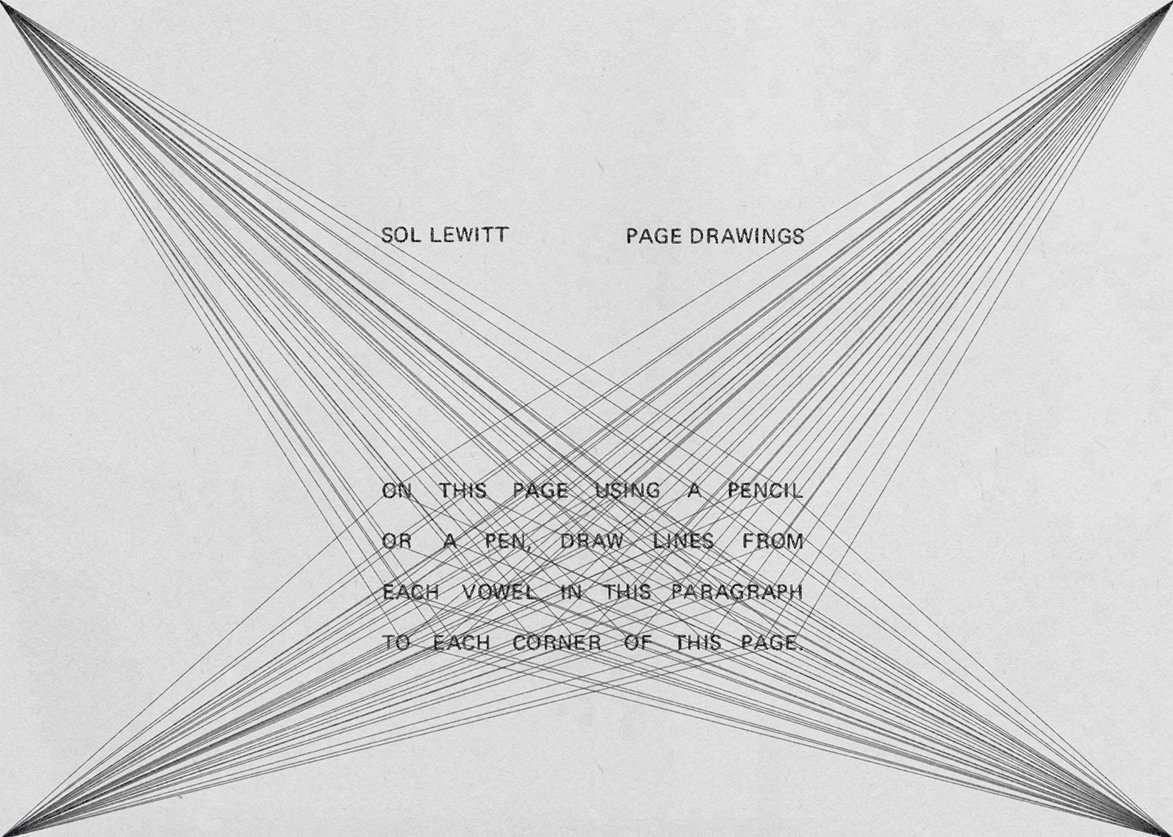 SOL LEWITT PAGE DRAWINGS
ON THIS PAGE USING A PENCIL
OR A PEN, DRAW LINES FROM
EACH VOWEL IN THIS PARAGRAPH
TO EACH CORNER OF THIS PAGE.